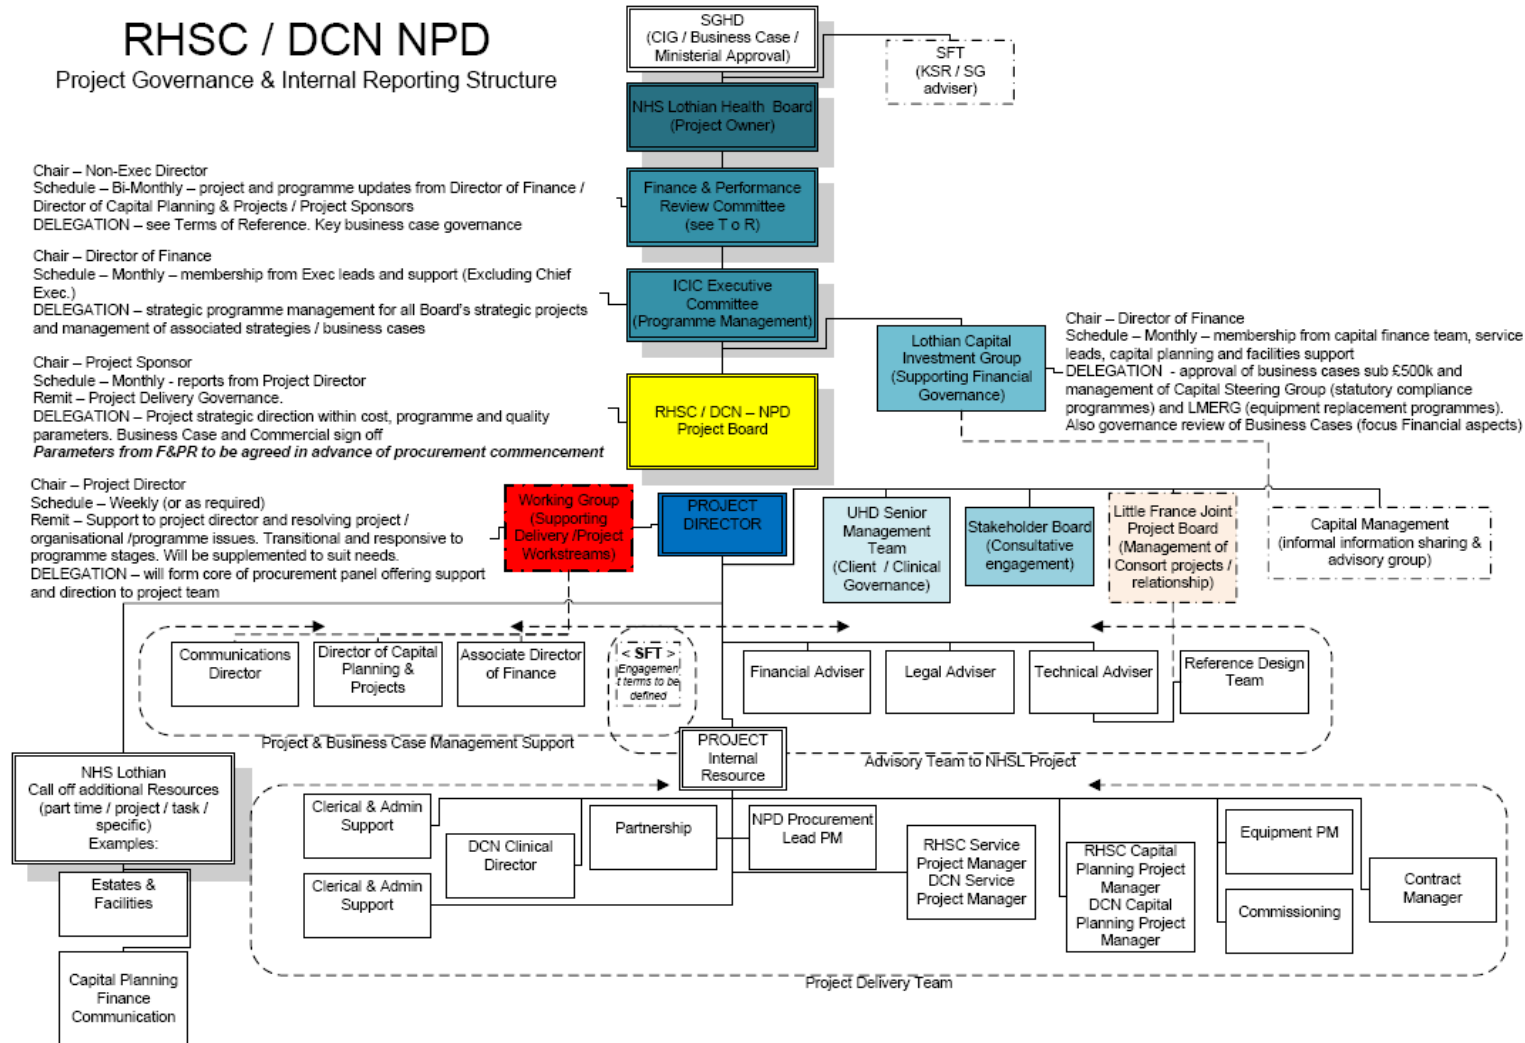 RHSC / DCN NPD
Project Governance & Internal Reporting Structure
SGHD
(CIG / Business Case /
Ministerial Approval)
SFT
(KSR / SG
adviser)
NHS Lothian Health Board
(Project Owner)
Chair – Non-Exec Director
Schedule – Bi-Monthly – project and programme updates from Director of Finance /
Director of Capital Planning & Projects / Project Sponsors
DELEGATION – see Terms of Reference. Key business case governance
Finance & Performance
Review Committee
(see T o R)
Chair – Director of Finance
Schedule – Monthly – membership from Exec leads and support (Excluding Chief
Exec.)
DELEGATION – strategic programme management for all Board's strategic projects
and management of associated strategies / business cases
ICIC Executive
Committee
(Programme Management)
Lothian Capital
Investment Group
(Supporting Financial
Governance)
Chair – Director of Finance
Schedule – Monthly – membership from capital finance team, service
leads, capital planning and facilities support
DELEGATION - approval of business cases sub £500k and
management of Capital Steering Group (statutory compliance
programmes) and LMERG (equipment replacement programmes).
Also governance review of Business Cases (focus Financial aspects)
Chair – Project Sponsor
Schedule – Monthly - reports from Project Director
Remit – Project Delivery Governance.
DELEGATION – Project strategic direction within cost, programme and quality
parameters. Business Case and Commercial sign off
Parameters from F&PR to be agreed in advance of procurement commencement
RHSC / DCN – NPD
Project Board
Chair – Project Director
Schedule – Weekly (or as required)
Remit – Support to project director and resolving project /
organisational /programme issues. Transitional and responsive to
programme stages. Will be supplemented to suit needs.
DELEGATION – will form core of procurement panel offering support
and direction to project team
Working Group
(Supporting
Delivery /Project
Workstreams)
PROJECT
DIRECTOR
UHD Senior
Management
Team
(Client / Clinical
Governance)
Stakeholder Board
(Consultative
engagement)
Little France Joint
Project Board
(Management of
Consort projects /
relationship)
Capital Management
(informal information sharing &
advisory group)
Communications
Director
Director of Capital
Planning &
Projects
Associate Director
of Finance
< SFT >
Engagemen
t terms to be
defined
Financial Adviser
Legal Adviser
Technical Adviser
Reference Design
Team
Project & Business Case Management Support
PROJECT
Internal
Resource
Advisory Team to NHSL Project
NHS Lothian
Call off additional Resources
(part time / project / task /
specific)
Examples:
Estates &
Facilities
Capital Planning
Finance
Communication
Clerical & Admin
Support
Clerical & Admin
Support
DCN Clinical
Director
Partnership
NPD Procurement
Lead PM
RHSC Service
Project Manager
DCN Service
Project Manager
RHSC Capital
Planning Project
Manager
DCN Capital
Planning Project
Manager
Equipment PM
Commissioning
Contract
Manager
Project Delivery Team